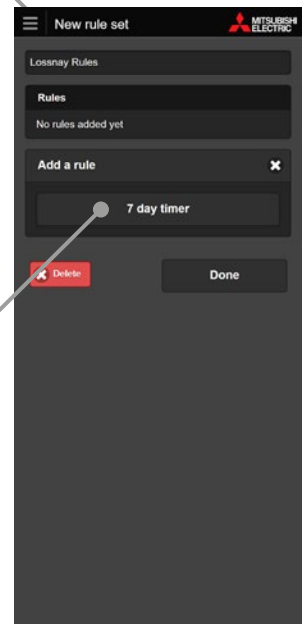 New rule set
MITSUBISHI
ELECTRIC
Lossnay Rules
Rules
No rules added yet
Add a rule
7 day timer
Delete
Done